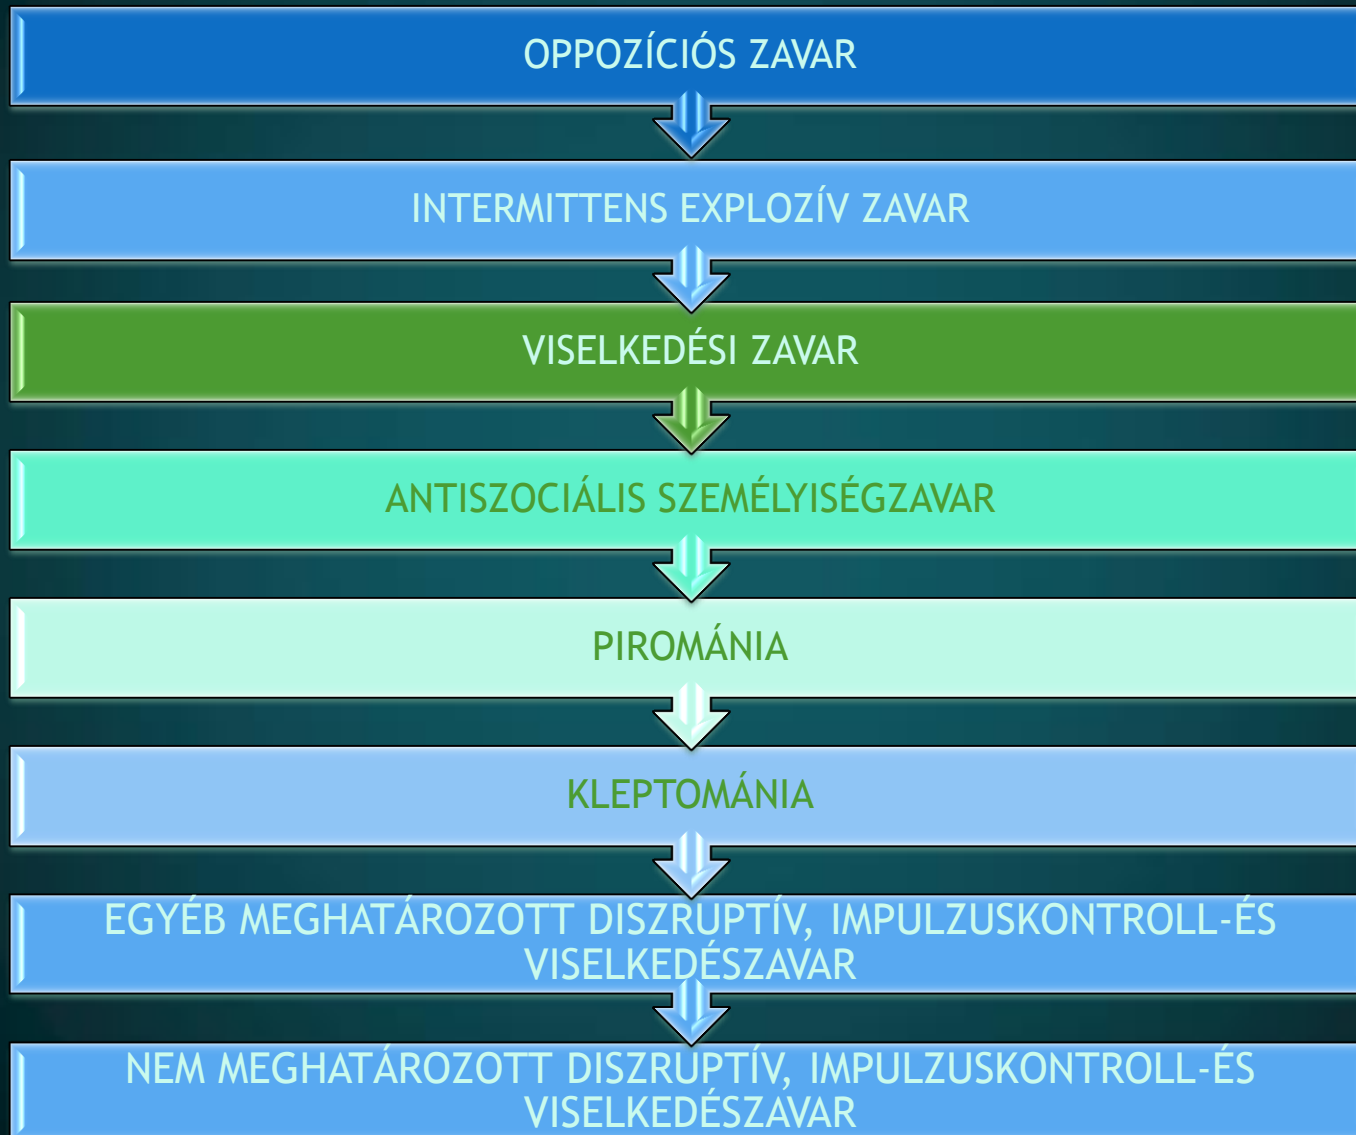 OPPOZÍCIÓS ZAVAR
INTERMITTENS EXPLOZÍV ZAVAR
VISELKEDÉSI ZAVAR
ANTISZOCIÁLIS SZEMÉLYISÉGZAVAR
PIROMÁNIA
KLEPTOMÁNIA
EGYÉB MEGHATÁROZOTT DISZRUPTÍV, IMPULZUSKONTROLL-ÉS
VISELKEDÉSZAVAR
NEM MEGHATÁROZOTT DISZRUPTÍV, IMPULZUSKONTROLL-ÉS
VISELKEDÉSZAVAR